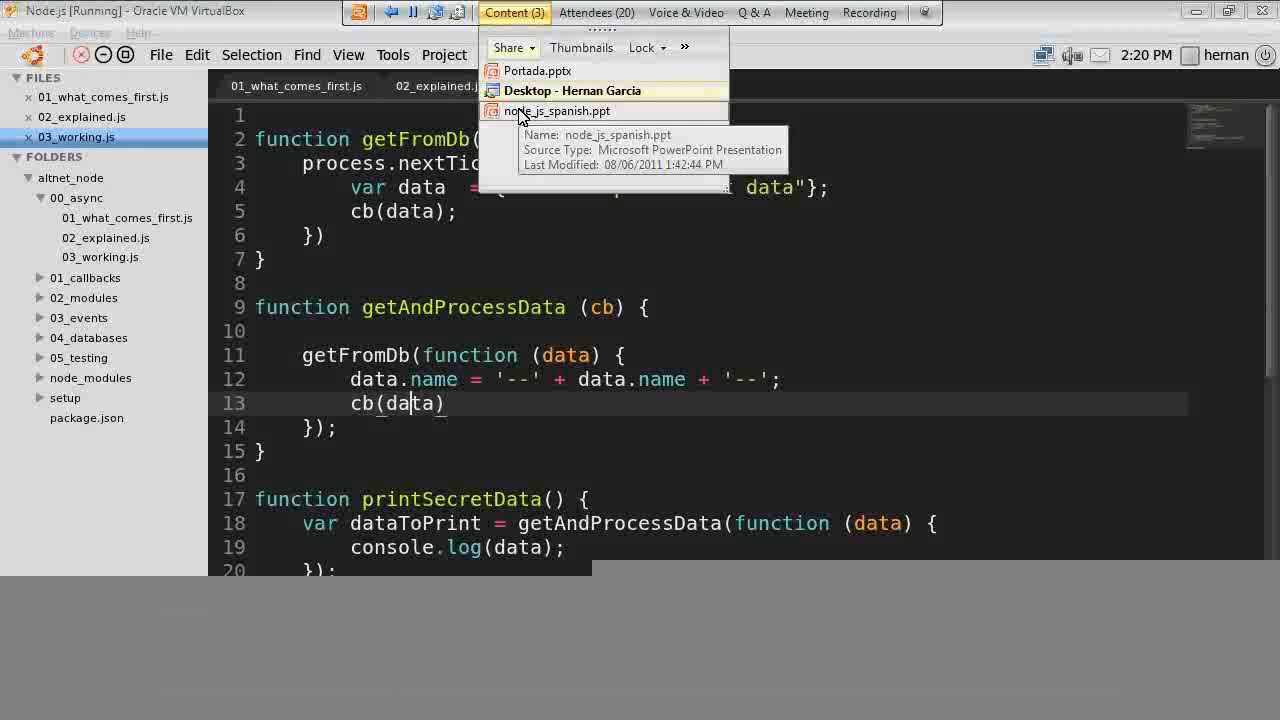 Node.js [Running] - Oracle VM VirtualBox
Content (3) Attendees (20) Voice & Video Q & A Meeting Recording
Machine Devices Help
Share Thumbnails Lock »
File Edit Selection Find View Tools Project
2:20 PM hernan
Portada.pptx
Desktop - Hernan Garcia
node_js_spanish.ppt
Name: node_js_spanish.ppt
Source Type: Microsoft PowerPoint Presentation
Last Modified: 08/06/2011 1:42:44 PM
FILES
01_what_comes_first.js
02_explained.js
03_working.js
FOLDERS
altnet_node
00_async
01_what_comes_first.js
02_explained.js
03_working.js
01_callbacks
02_modules
03_events
04_databases
05_testing
node_modules
setup
package.json
01_what_comes_first.js 02_explained.
1
2 function getFromDb(
3 process.nextTic
4 var data = { data"};
5 cb(data);
6 })
7 }
8
9 function getAndProcessData (cb) {
10
11 getFromDb(function (data) {
12 data.name = '--' + data.name + '--';
13 cb(data)
14 });
15 }
16
17 function printSecretData() {
18 var dataToPrint = getAndProcessData(function (data) {
19 console.log(data);
20 });